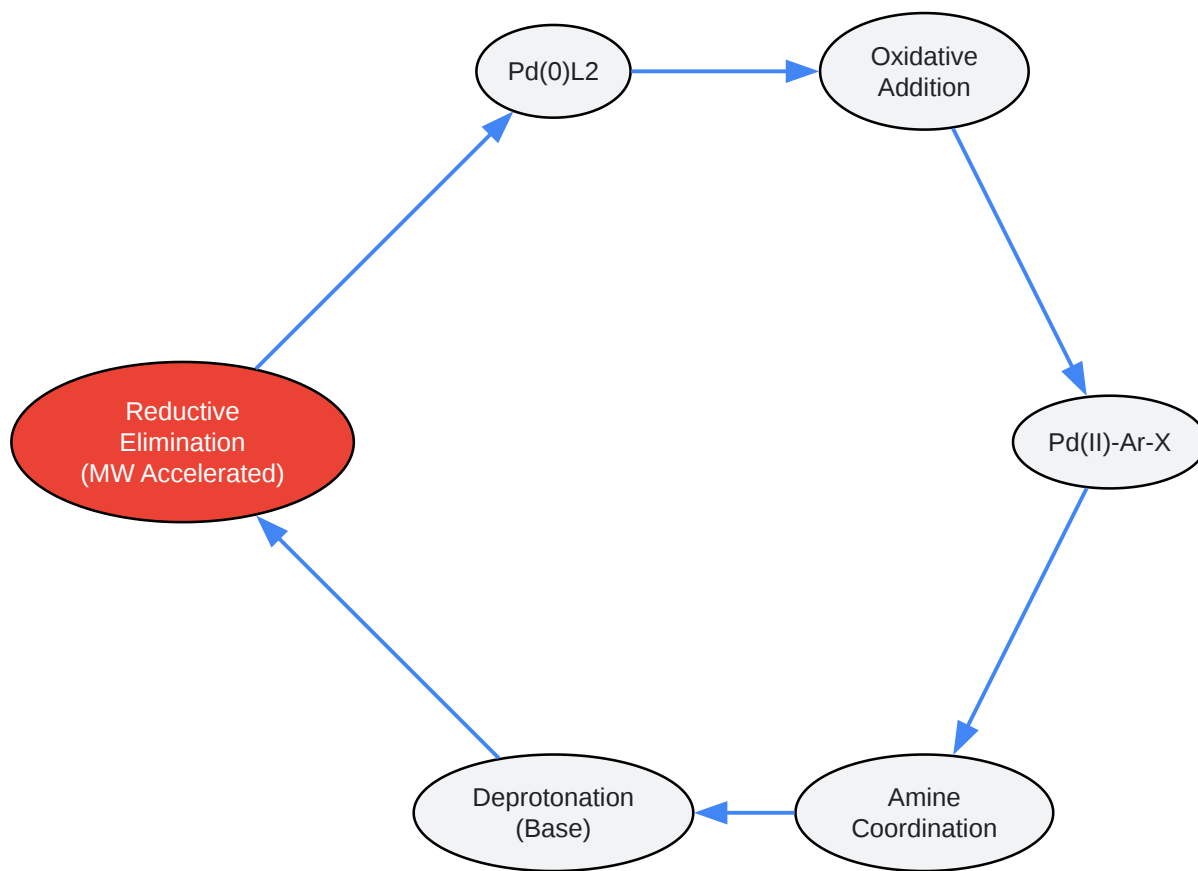 Pd(0)L2
Oxidative
Addition
Pd(II)-Ar-X
Amine
Coordination
Deprotonation
(Base)
Reductive
Elimination
(MW Accelerated)